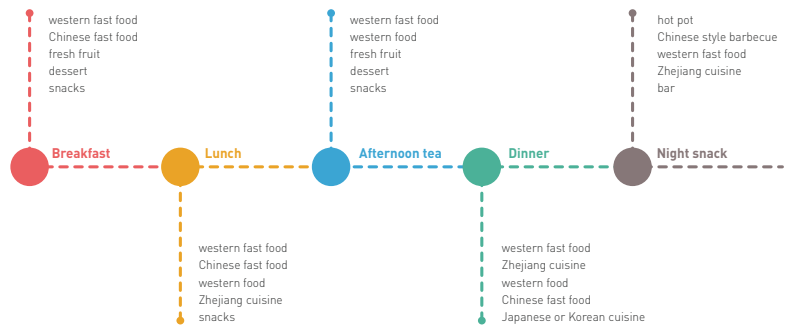 western fast food
Chinese fast food
fresh fruit
dessert
snacks
Breakfast
western fast food
Chinese fast food
western food
Zhejiang cuisine
snacks
Lunch
western fast food
western food
fresh fruit
dessert
snacks
Afternoon tea
western fast food
Zhejiang cuisine
western food
Chinese fast food
Japanese or Korean cuisine
Dinner
hot pot
Chinese style barbecue
western fast food
Zhejiang cuisine
bar
Night snack